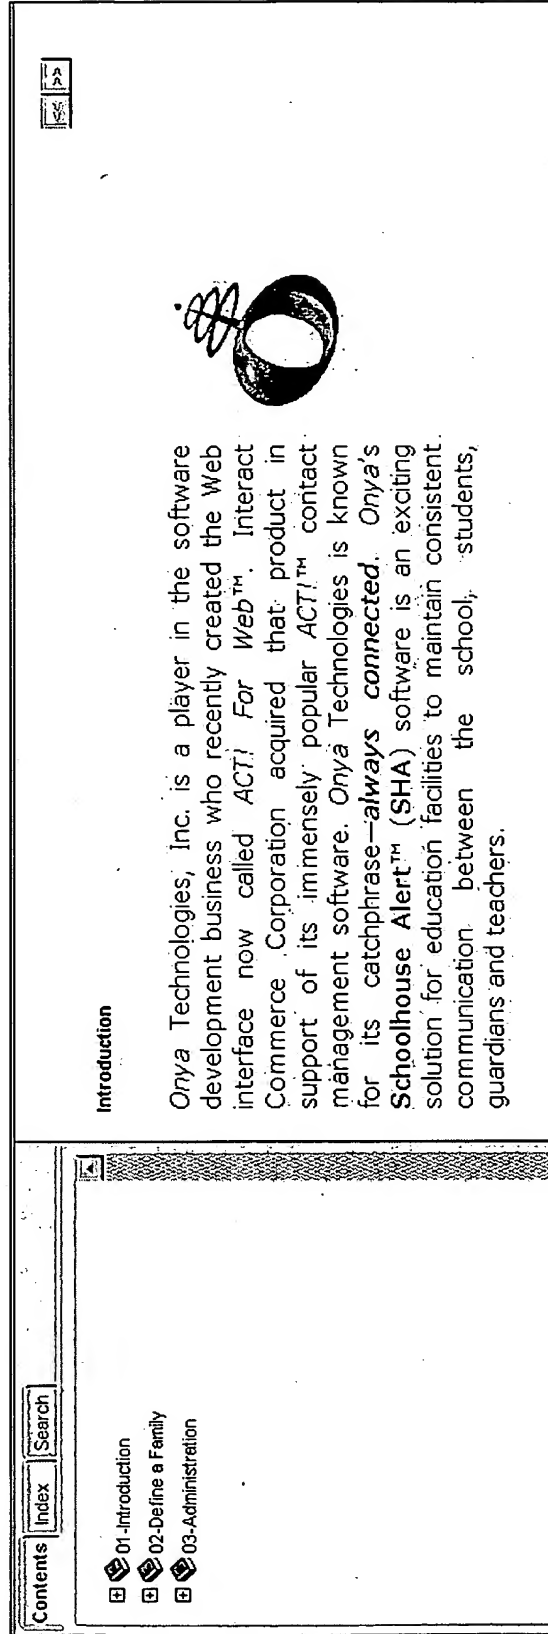 Contents Index Search
01-Introduction
02-Define a Family
03-Administration
<< >>
Introduction
Onya Technologies, Inc. is a player in the software
development business who recently created the Web
interface now called ACT! For Web™. Interact
Commerce Corporation acquired that product in
support of its immensely popular ACT!™ contact
management software. Onya Technologies is known
for its catchphrase—always connected. Onya's
Schoolhouse Alert™ (SHA) software is an exciting
solution for education facilities to maintain consistent
communication between the school, students,
guardians and teachers.